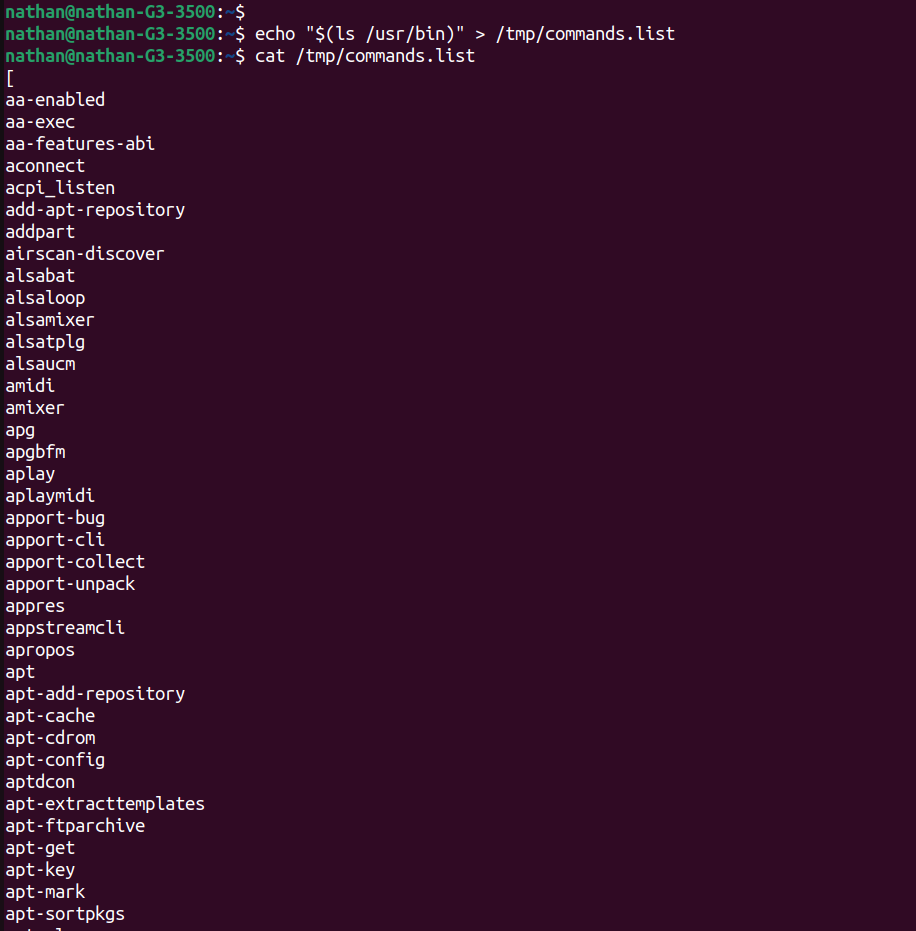 nathan@nathan-G3-3500:~$
nathan@nathan-G3-3500:~$ echo "$(ls /usr/bin)" > /tmp/commands.list
nathan@nathan-G3-3500:~$ cat /tmp/commands.list
[
aa-enabled
aa-exec
aa-features-abi
aconnect
acpi_listen
add-apt-repository
addpart
airscan-discover
alsabat
alsaloop
alsamixer
alsatplg
alsaucm
amidi
amixer
apg
apgbfm
aplay
aplaymidi
apport-bug
apport-cli
apport-collect
apport-unpack
appres
appstreamcli
apropos
apt
apt-add-repository
apt-cache
apt-cdrom
apt-config
aptdcon
apt-extracttemplates
apt-ftparchive
apt-get
apt-key
apt-mark
apt-sortpkgs